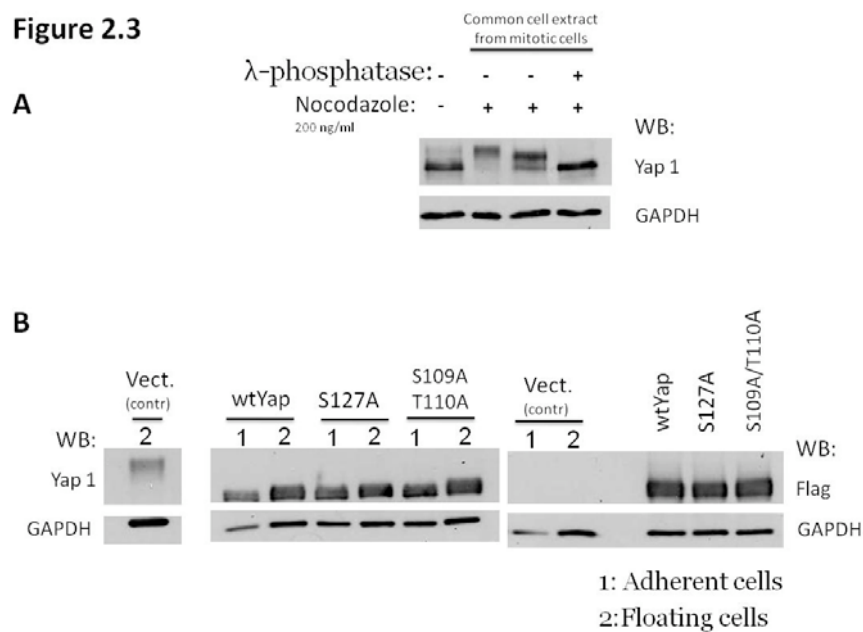 Figure 2.3
Common cell extract
from mitotic cells
λ-phosphatase: - - - +
A
Nocodazole: - + + +
200 ng/ml
WB:
Yap 1
GAPDH
B
Vect.
(contr)
wtYap
S127A
S109A
T110A
Vect.
(contr)
wtYap
S127A
S109A/T110A
WB: 2 1 2 1 2 1 2 1 2 WB:
Yap 1 Flag
GAPDH GAPDH
1: Adherent cells
2:Floating cells